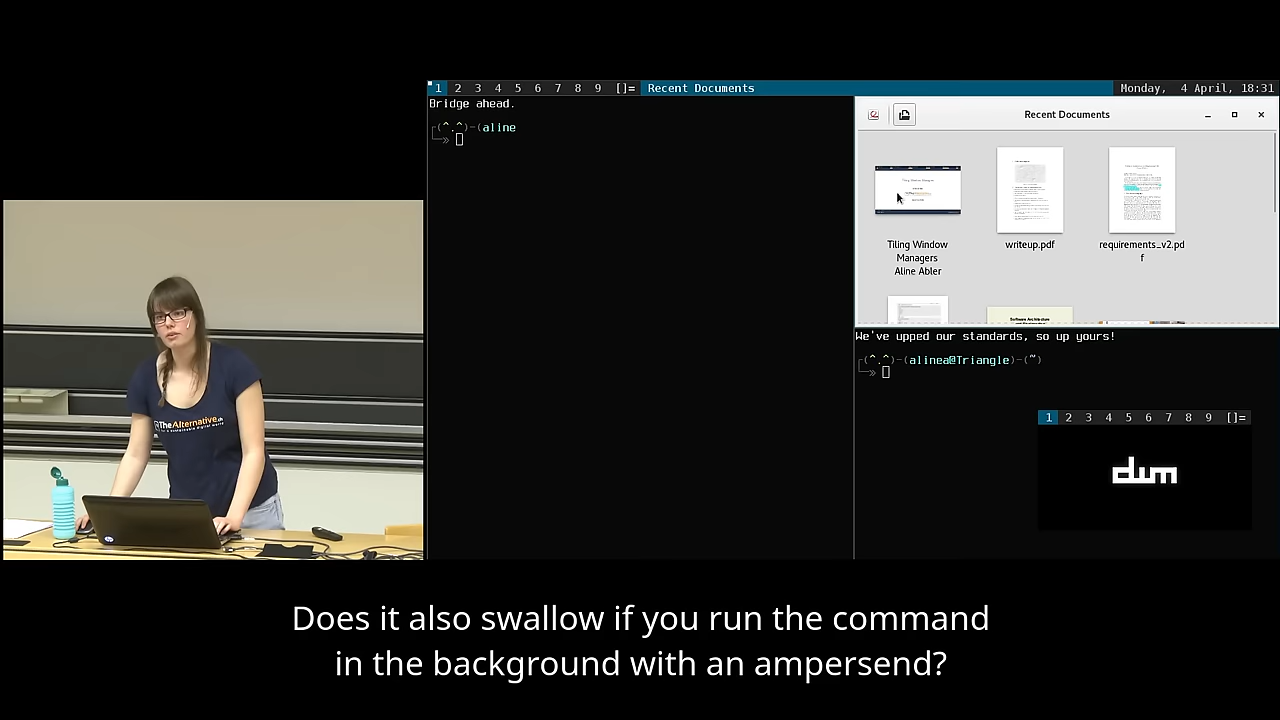 1 2 3 4 5 6 7 8 9 []= Recent Documents Monday, 4 April, 18:31
Bridge ahead.
┌(^.^)-(aline
└─»
Recent Documents
Tiling Window
Managers
Aline Abler
writeup.pdf
requirements_v2.pd
f
We've upped our standards, so up yours!
┌(^.^)-(alinea@Triangle)-(~)
└─»
1 2 3 4 5 6 7 8 9 []=
dwm
TheAlternative.ch
Does it also swallow if you run the command
in the background with an ampersend?